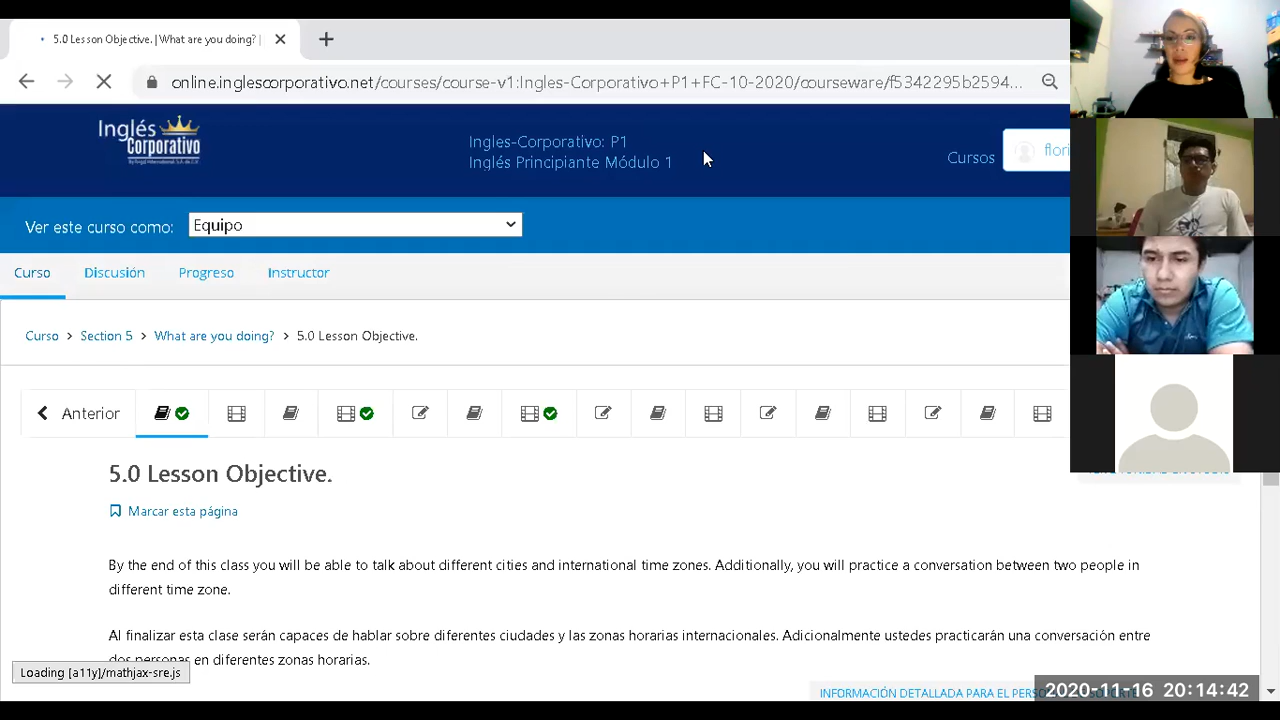 5.0 Lesson Objective. | What are you doing? |
online.inglescorporativo.net/courses/course-v1:Ingles-Corporativo+P1+FC-10-2020/courseware/f5342295b2594...
Inglés
Corporativo
Ingles-Corporativo: P1
Inglés Principiante Módulo 1
Cursos
flori
Ver este curso como:
Equipo
Curso
Discusión
Progreso
Instructor
Curso > Section 5 > What are you doing? > 5.0 Lesson Objective.
Anterior
5.0 Lesson Objective.
Marcar esta página
By the end of this class you will be able to talk about different cities and international time zones. Additionally, you will practice a conversation between two people in
different time zone.
Al finalizar esta clase serán capaces de hablar sobre diferentes ciudades y las zonas horarias internacionales. Adicionalmente ustedes practicarán una conversación entre
dos personas en diferentes zonas horarias.
Loading [a11y]/mathjax-sre.js
INFORMACIÓN DETALLADA PARA EL
2020-11-16 20:14:42